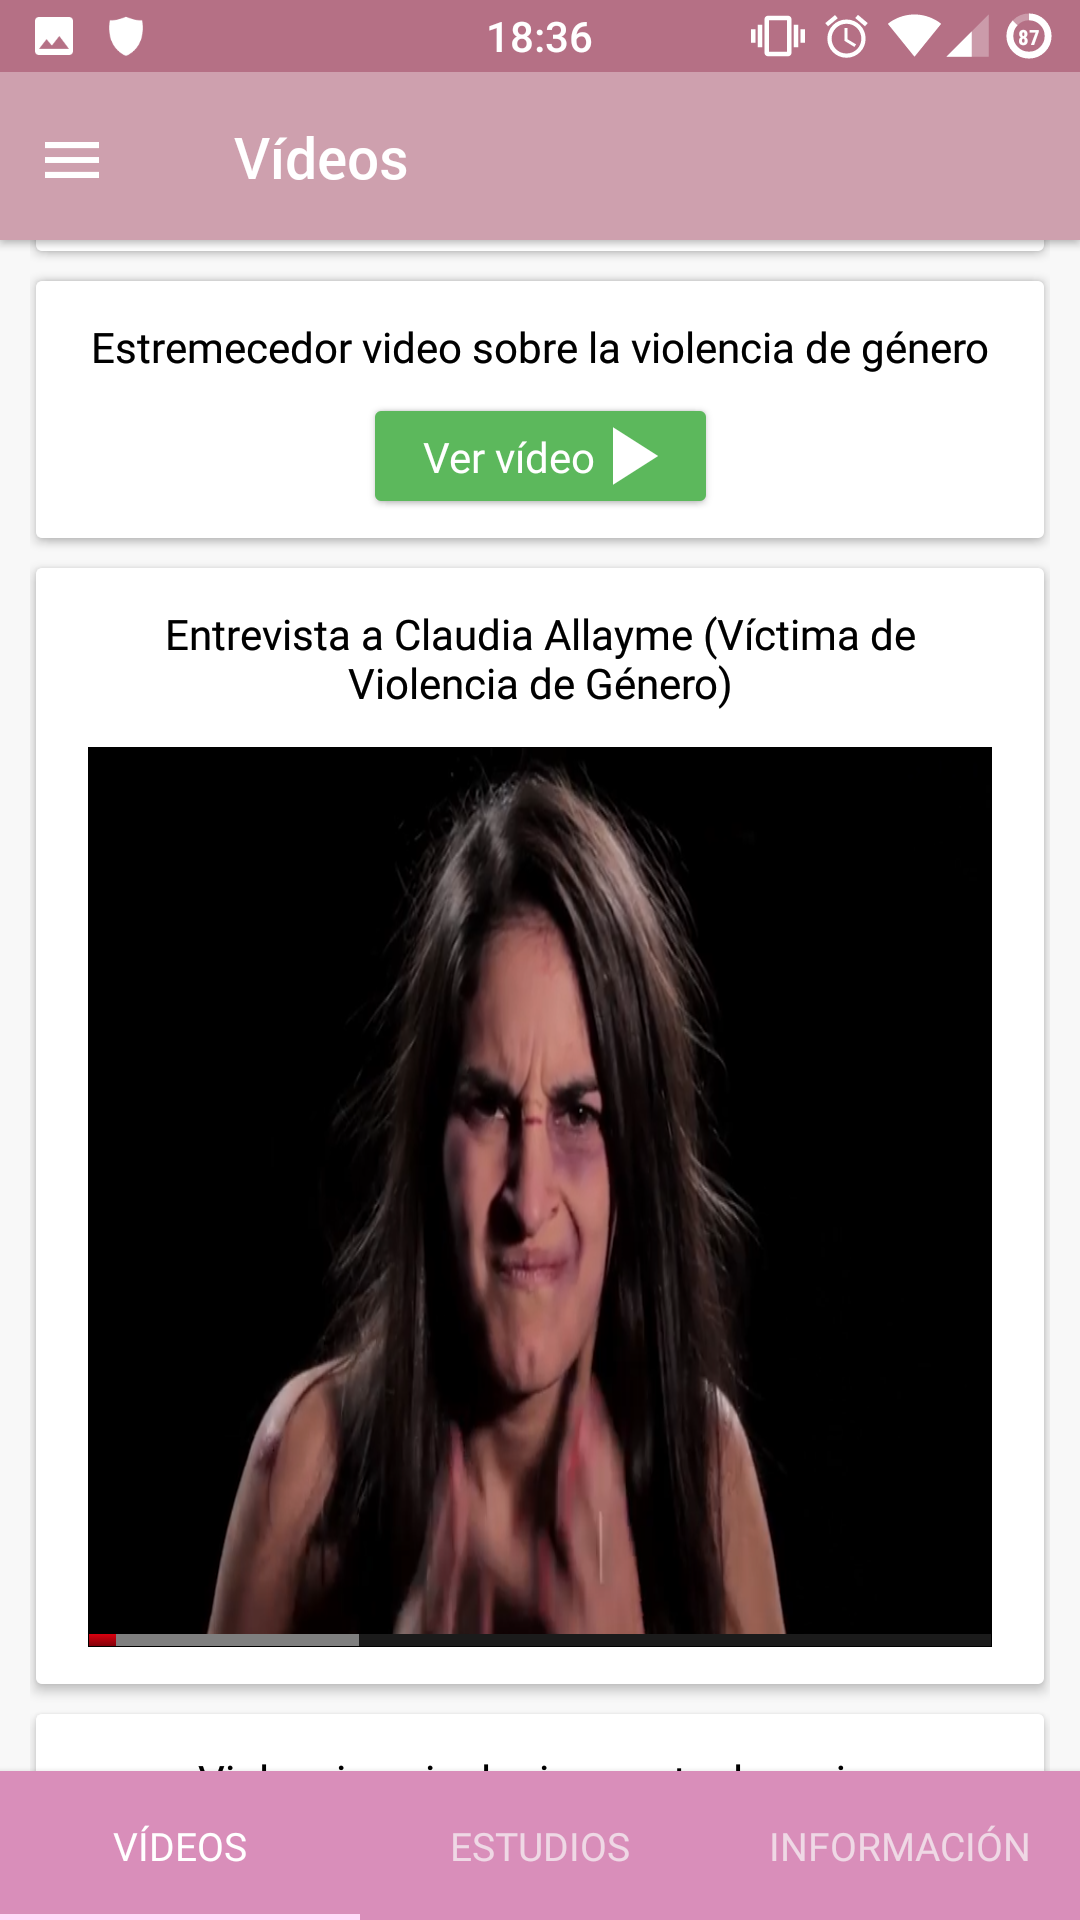 18:36
87
Vídeos
Estremecedor video sobre la violencia de género
Ver vídeo
Entrevista a Claudia Allayme (Víctima de
Violencia de Género)
VÍDEOS
ESTUDIOS
INFORMACIÓN